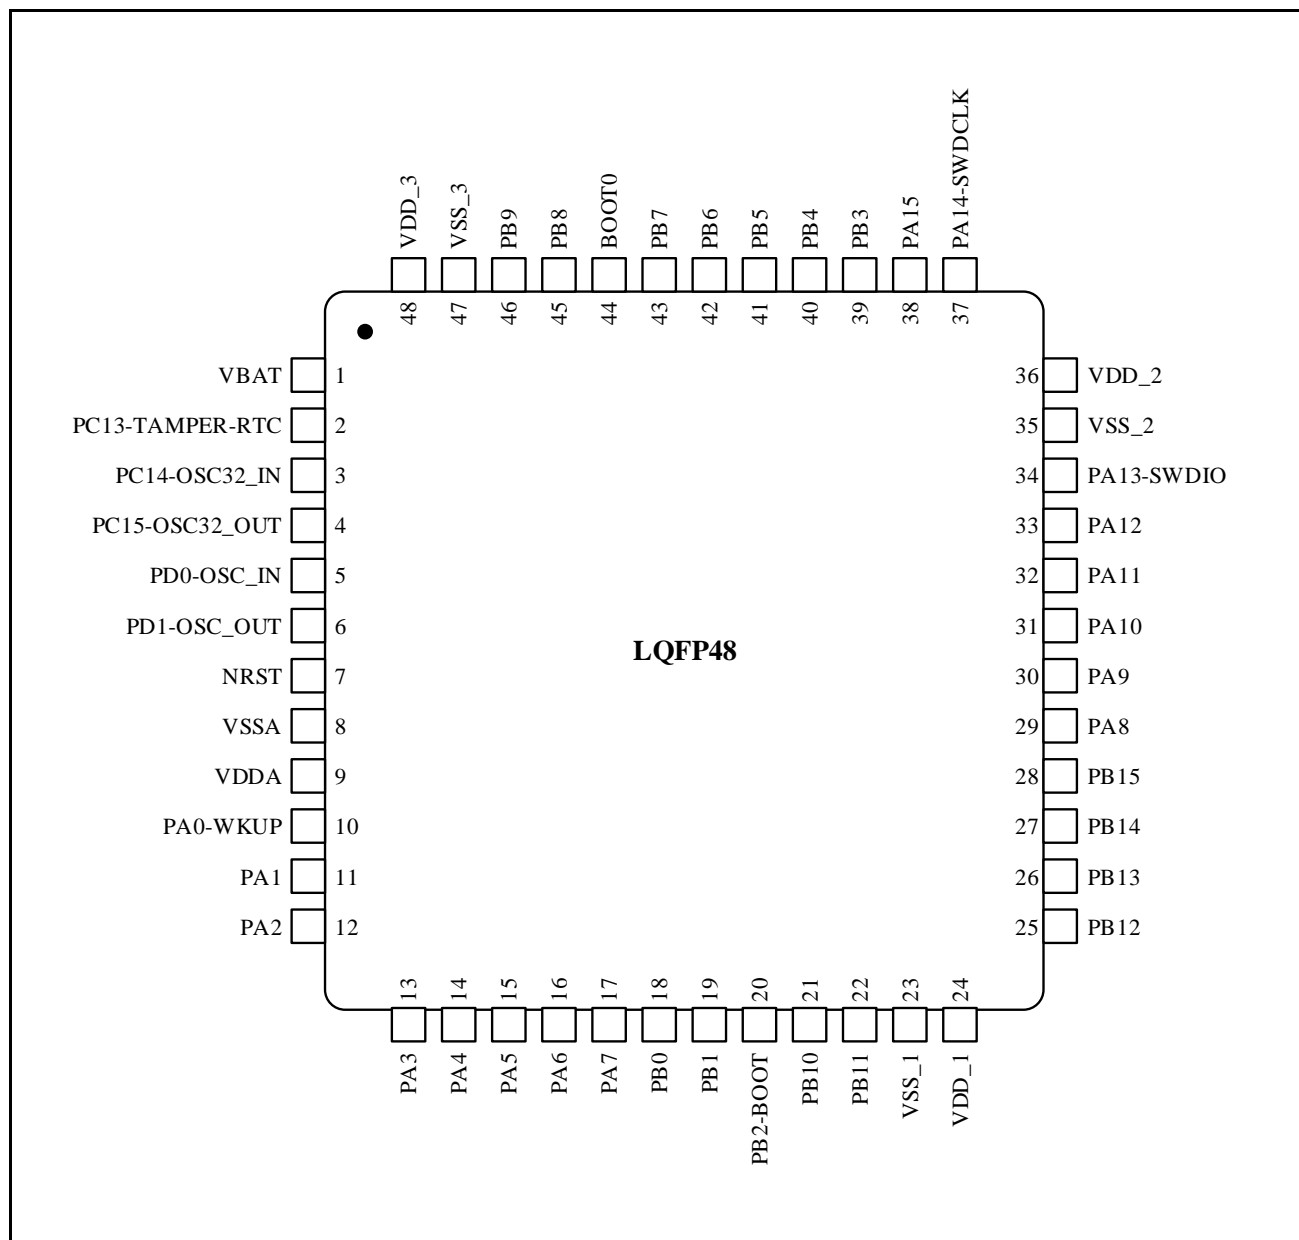 VDD_3
VSS_3
PB9
PB8
BOOT0
PB7
PB6
PB5
PB4
PB3
PA15
PA14-SWDCLK
48
47
46
45
44
43
42
41
40
39
38
37
VBAT 1
PC13-TAMPER-RTC 2
PC14-OSC32_IN 3
PC15-OSC32_OUT 4
PD0-OSC_IN 5
PD1-OSC_OUT 6
NRST 7
VSSA 8
VDDA 9
PA0-WKUP 10
PA1 11
PA2 12
LQFP48
36 VDD_2
35 VSS_2
34 PA13-SWDIO
33 PA12
32 PA11
31 PA10
30 PA9
29 PA8
28 PB15
27 PB14
26 PB13
25 PB12
13
14
15
16
17
18
19
20
21
22
23
24
PA3
PA4
PA5
PA6
PA7
PB0
PB1
PB2-BOOT
PB10
PB11
VSS_1
VDD_1